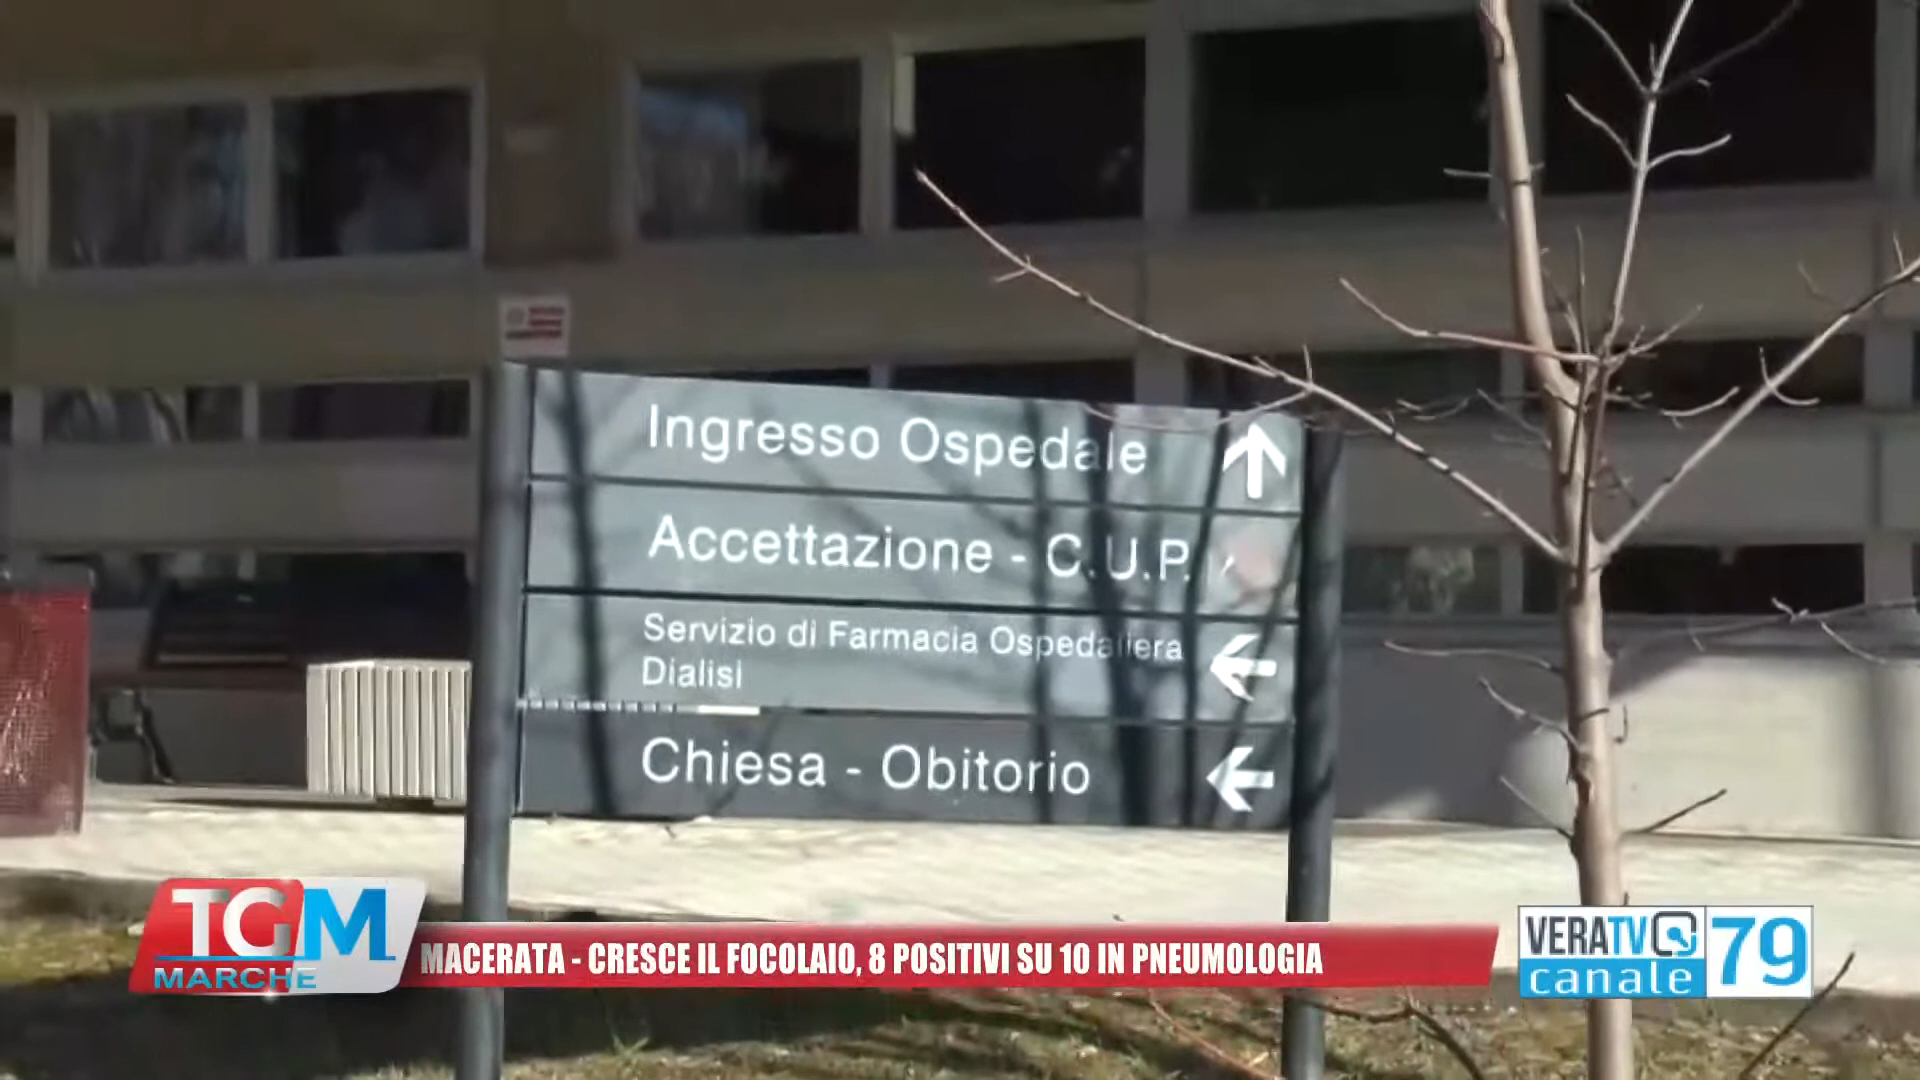 Ingresso Ospedale
Accettazione - C.U.P.
Servizio di Farmacia Ospedaliera
Dialisi
Chiesa - Obitorio
TGM
MARCHE
MACERATA - CRESCE IL FOCOLAIO, 8 POSITIVI SU 10 IN PNEUMOLOGIA
VERATV
canale
79